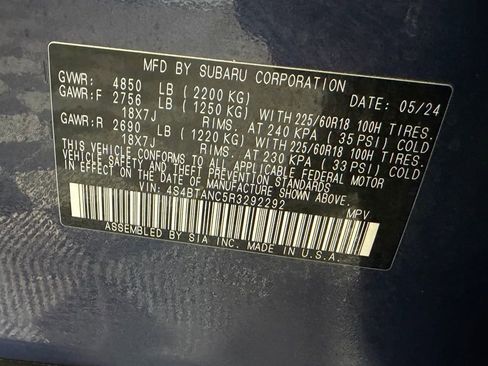 MFD BY SUBARU CORPORATION
GVWR: 4850 LB (2200 KG) DATE: 05/24
GAWR:F 2756 LB (1250 KG) WITH 225/60R18 100H TIRES.
18X7J RIMS, AT 240 KPA ( 35 PSI) COLD
GAWR:R 2690 LB (1220 KG) WITH 225/60R18 100H TIRES.
18X7J RIMS, AT 230 KPA ( 33 PSI) COLD.
THIS VEHICLE CONFORMS TO ALL APPLICABLE FEDERAL MOTOR
VEHICLE SAFETY AND THEFT PREVENTION STANDARDS IN
EFFECT ON THE DATE OF MANUFACTURE SHOWN ABOVE.
VIN: 4S4BTANC5R3292292 MPV
ASSEMBLED BY SIA INC. MADE IN U.S.A.